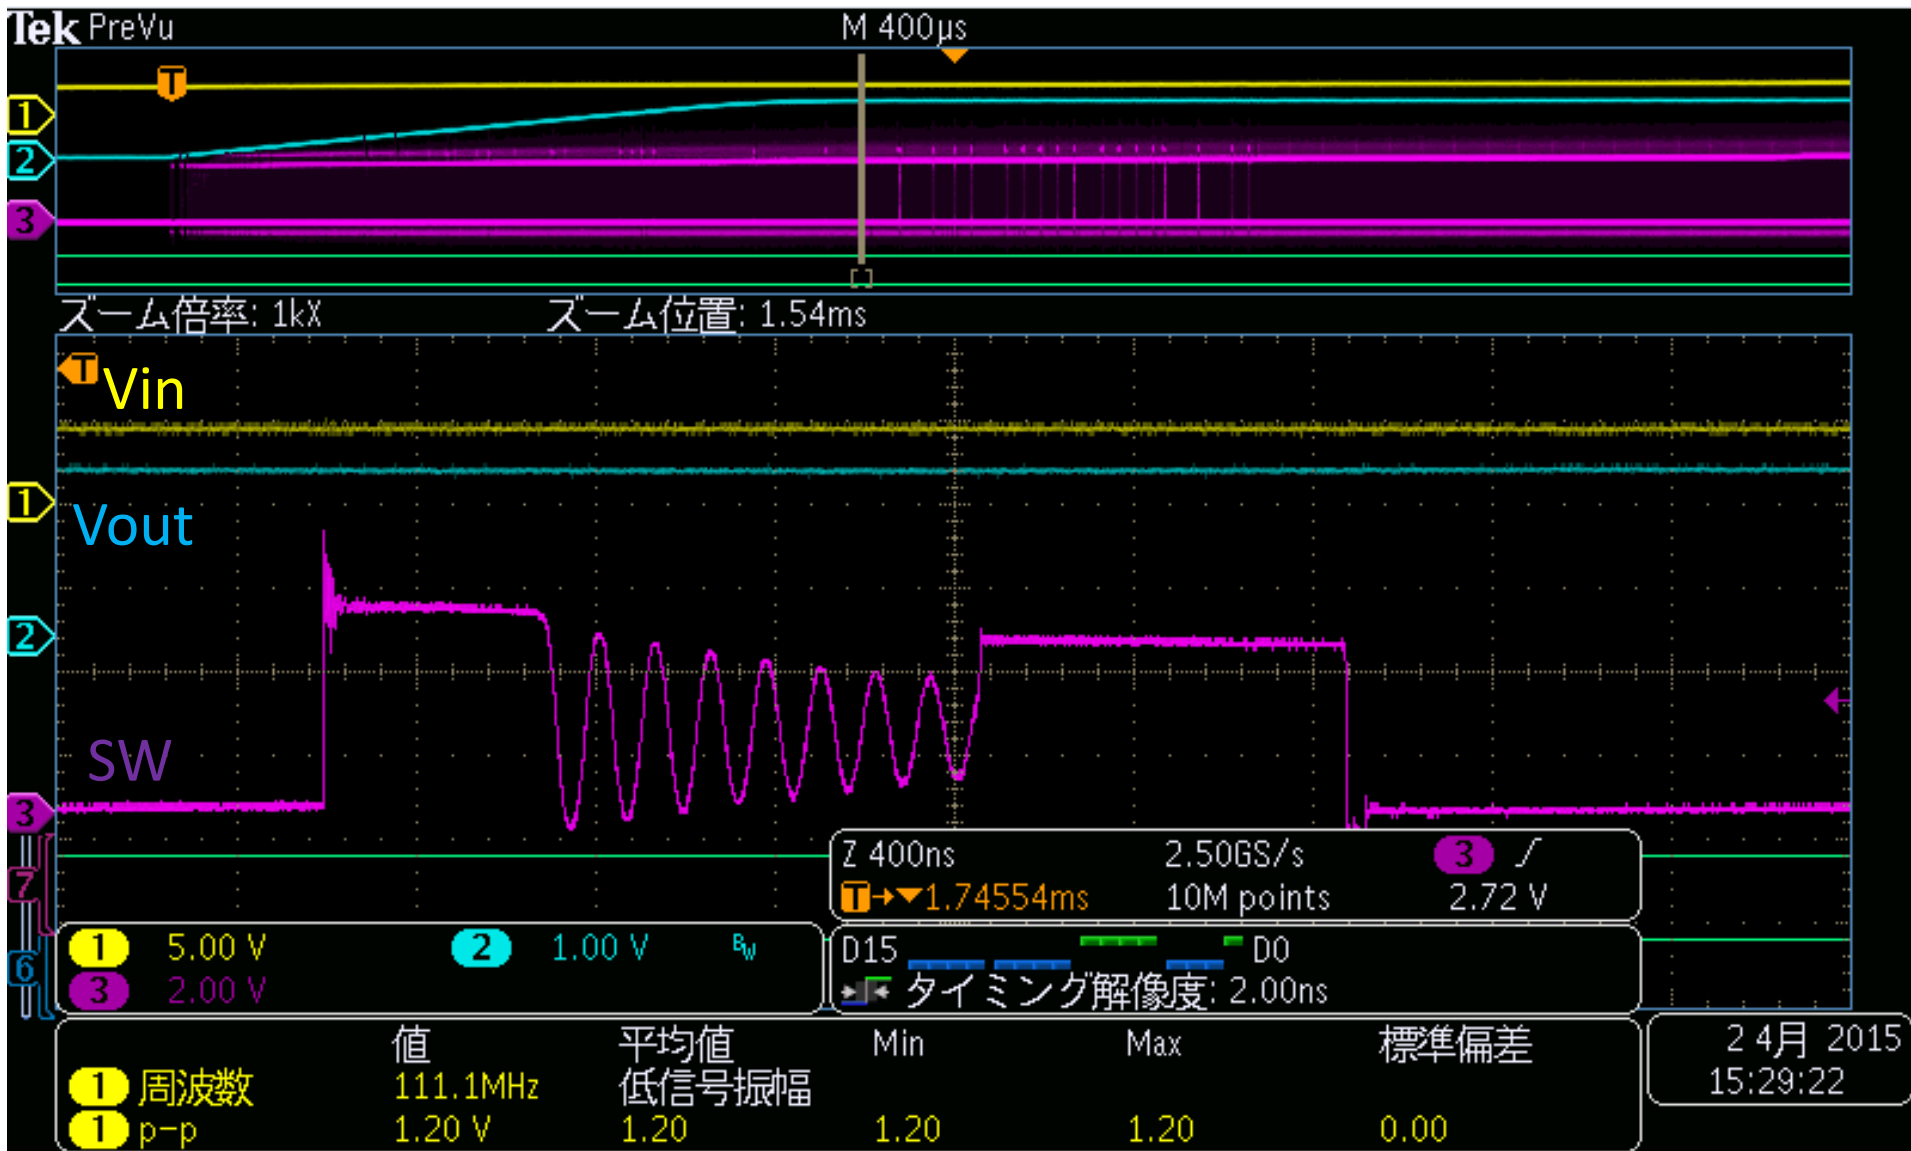 Tek PreVu M 400µs
T
1
2
3
ズーム倍率: 1kX ズーム位置: 1.54ms
T
Vin
1
Vout
2
SW
3
7
6
Z 400ns 2.50GS/s 3
T→▼1.74554ms 10M points 2.72 V
1 5.00 V 2 1.00 V BW
3 2.00 V
D15 D0
タイミング解像度: 2.00ns
値 平均値 Min Max 標準偏差
1 周波数 111.1MHz 低信号振幅
1 p-p 1.20 V 1.20 1.20 1.20 0.00
2 4月 2015
15:29:22